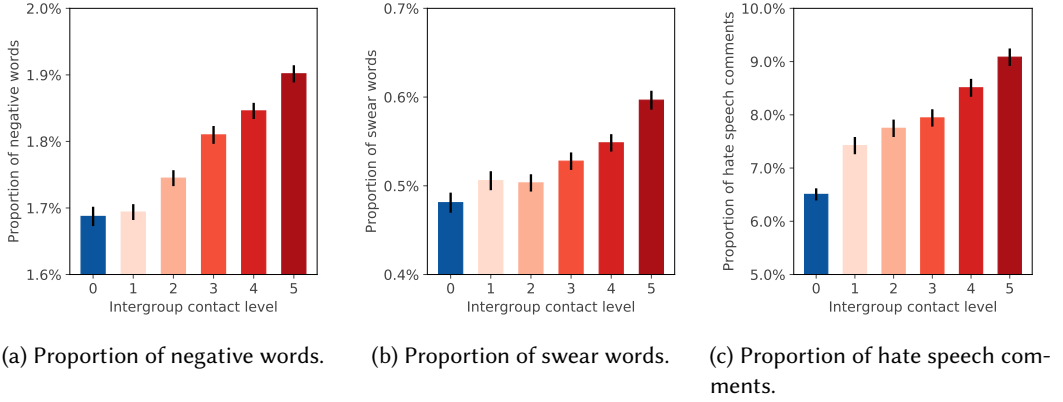 Proportion of negative words
2.0%
1.9%
1.8%
1.7%
1.6%
0 1 2 3 4 5
Intergroup contact level
(a) Proportion of negative words.
Proportion of swear words
0.7%
0.6%
0.5%
0.4%
0 1 2 3 4 5
Intergroup contact level
(b) Proportion of swear words.
Proportion of hate speech comments
10.0%
9.0%
8.0%
7.0%
6.0%
5.0%
0 1 2 3 4 5
Intergroup contact level
(c) Proportion of hate speech com-
ments.